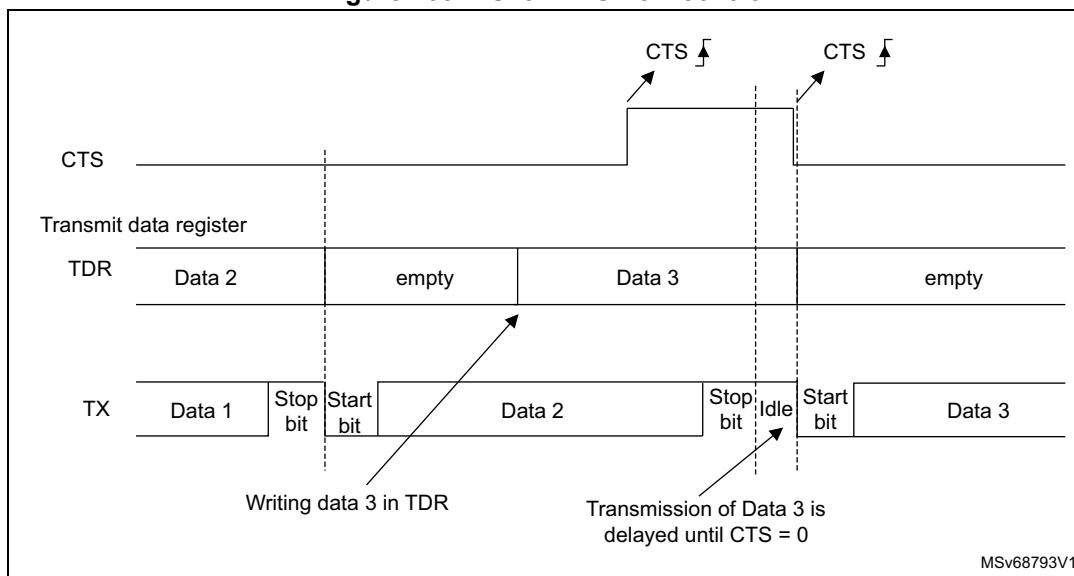 CTS CTS
CTS
Transmit data register
TDR Data 2 empty Data 3 empty
TX Data 1 Stop bit Start bit Data 2 Stop bit Idle Start bit Data 3
Writing data 3 in TDR
Transmission of Data 3 is
delayed until CTS = 0
MSv68793V1